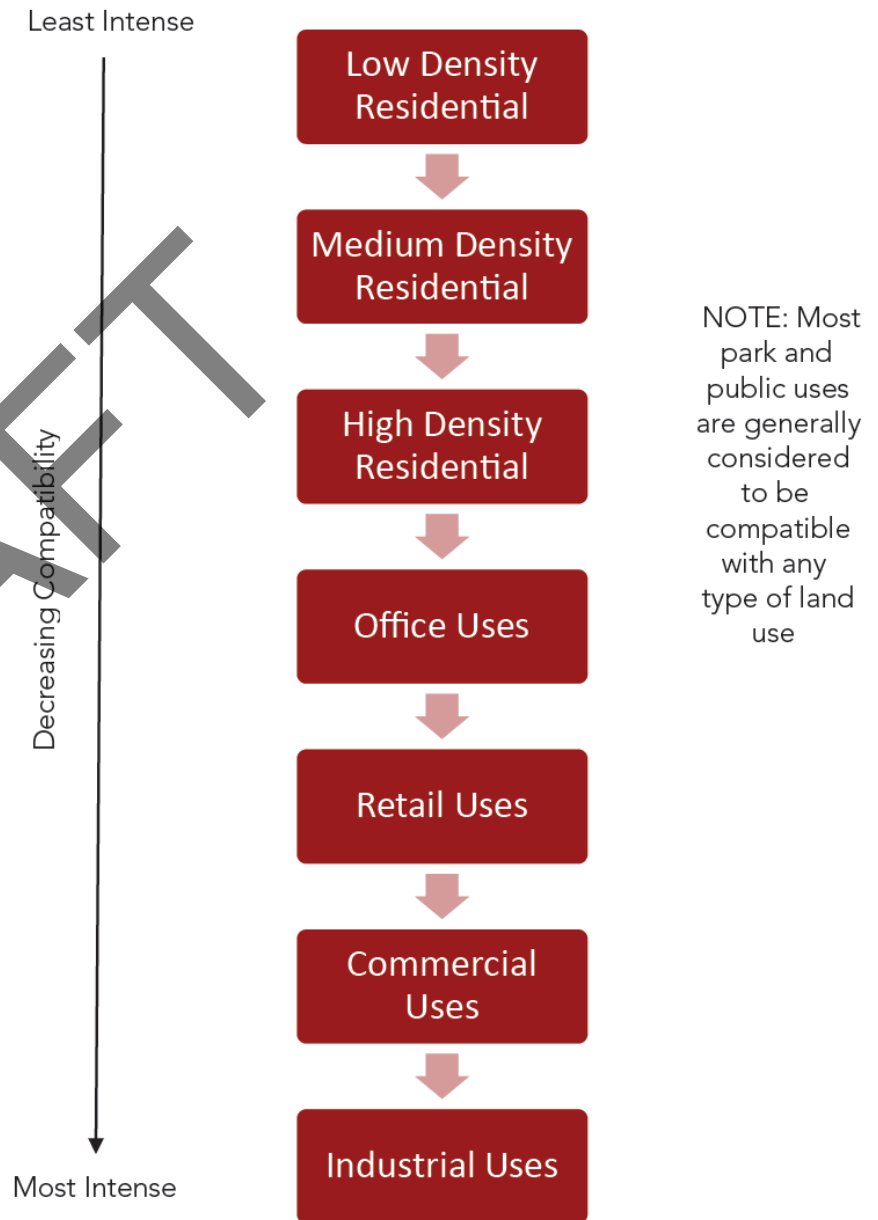 Least Intense
Low Density
Residential
Medium Density
Residential
NOTE: Most
park and
public uses
are generally
considered
to be
compatible
with any
type of land
use
High Density
Residential
Decreasing Compatibility
Office Uses
Retail Uses
Commercial
Uses
Industrial Uses
Most Intense
AFT